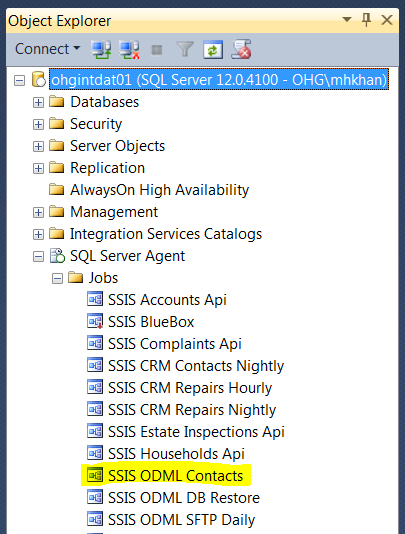 Object Explorer
Connect
ohgintdat01 (SQL Server 12.0.4100 - OHG\mhkhan)
Databases
Security
Server Objects
Replication
AlwaysOn High Availability
Management
Integration Services Catalogs
SQL Server Agent
Jobs
SSIS Accounts Api
SSIS BlueBox
SSIS Complaints Api
SSIS CRM Contacts Nightly
SSIS CRM Repairs Hourly
SSIS CRM Repairs Nightly
SSIS Estate Inspections Api
SSIS Households Api
SSIS ODML Contacts
SSIS ODML DB Restore
SSIS ODML SFTP Daily